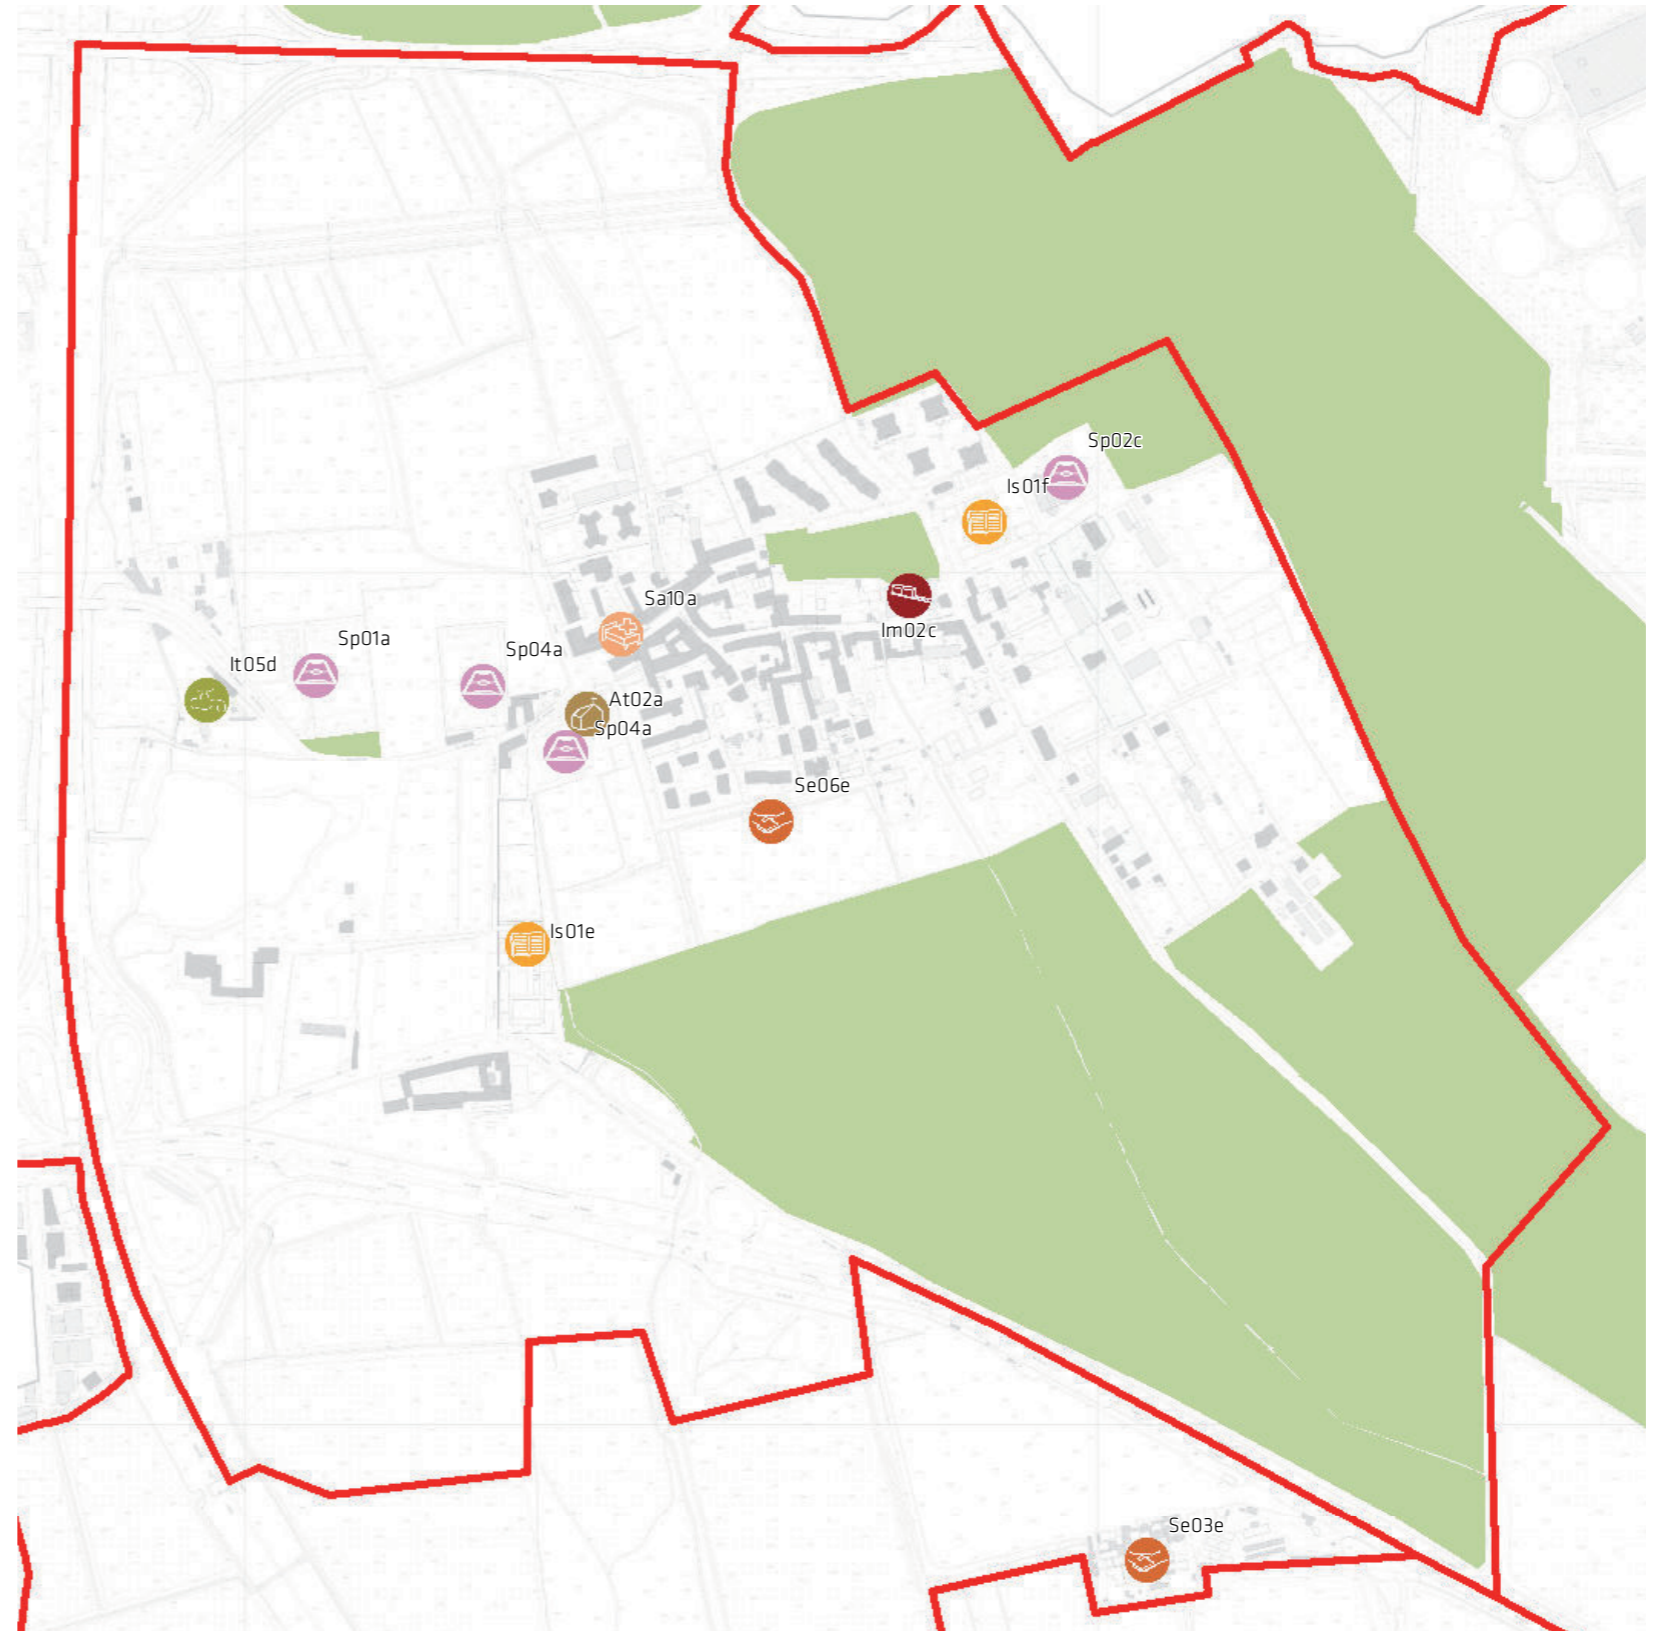 Sp02c
Is01f
Sa10a
Im02c
Sp01a
Sp04a
It05d
At02a
Sp04a
Se06e
Is01e
Se03e